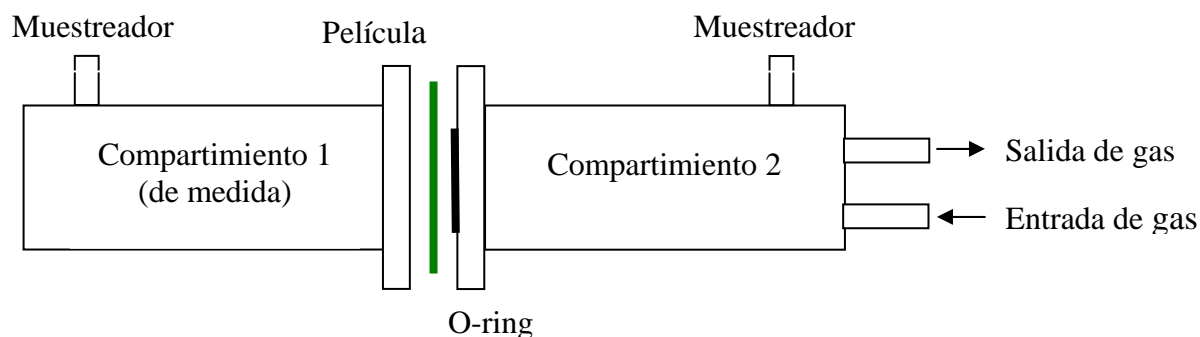 Muestreador
Película
Muestreador
Compartimiento 1
(de medida)
Compartimiento 2
Salida de gas
Entrada de gas
O-ring